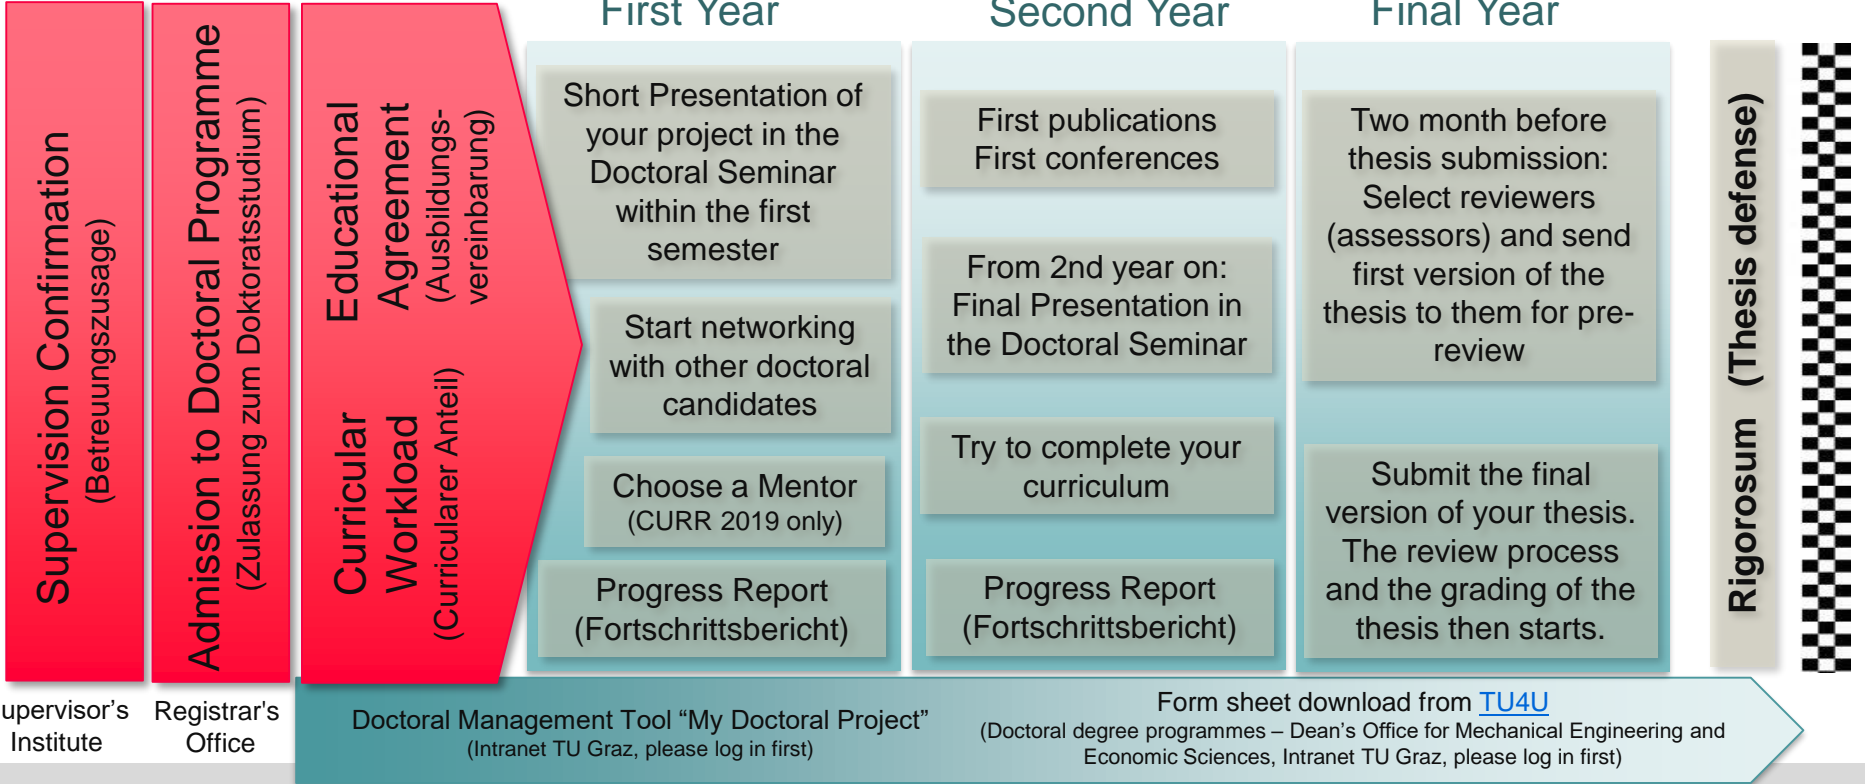 First Year
Second Year
Final Year
Supervision Confirmation
(Betreuungszusage)
Admission to Doctoral Programme
(Zulassung zum Doktoratsstudium)
Educational
Agreement
(Ausbildungs-
vereinbarung)
Curricular
Workload
(Curricularer Anteil)
Short Presentation of
your project in the
Doctoral Seminar
within the first
semester
Start networking
with other doctoral
candidates
Choose a Mentor
(CURR 2019 only)
Progress Report
(Fortschrittsbericht)
First publications
First conferences
From 2nd year on:
Final Presentation in
the Doctoral Seminar
Try to complete your
curriculum
Progress Report
(Fortschrittsbericht)
Two month before
thesis submission:
Select reviewers
(assessors) and send
first version of the
thesis to them for pre-
review
Submit the final
version of your thesis.
The review process
and the grading of the
thesis then starts.
Rigorosum (Thesis defense)
upervisor's
Institute
Registrar's
Office
Doctoral Management Tool “My Doctoral Project”
(Intranet TU Graz, please log in first)
Form sheet download from TU4U
(Doctoral degree programmes – Dean’s Office for Mechanical Engineering and
Economic Sciences, Intranet TU Graz, please log in first)